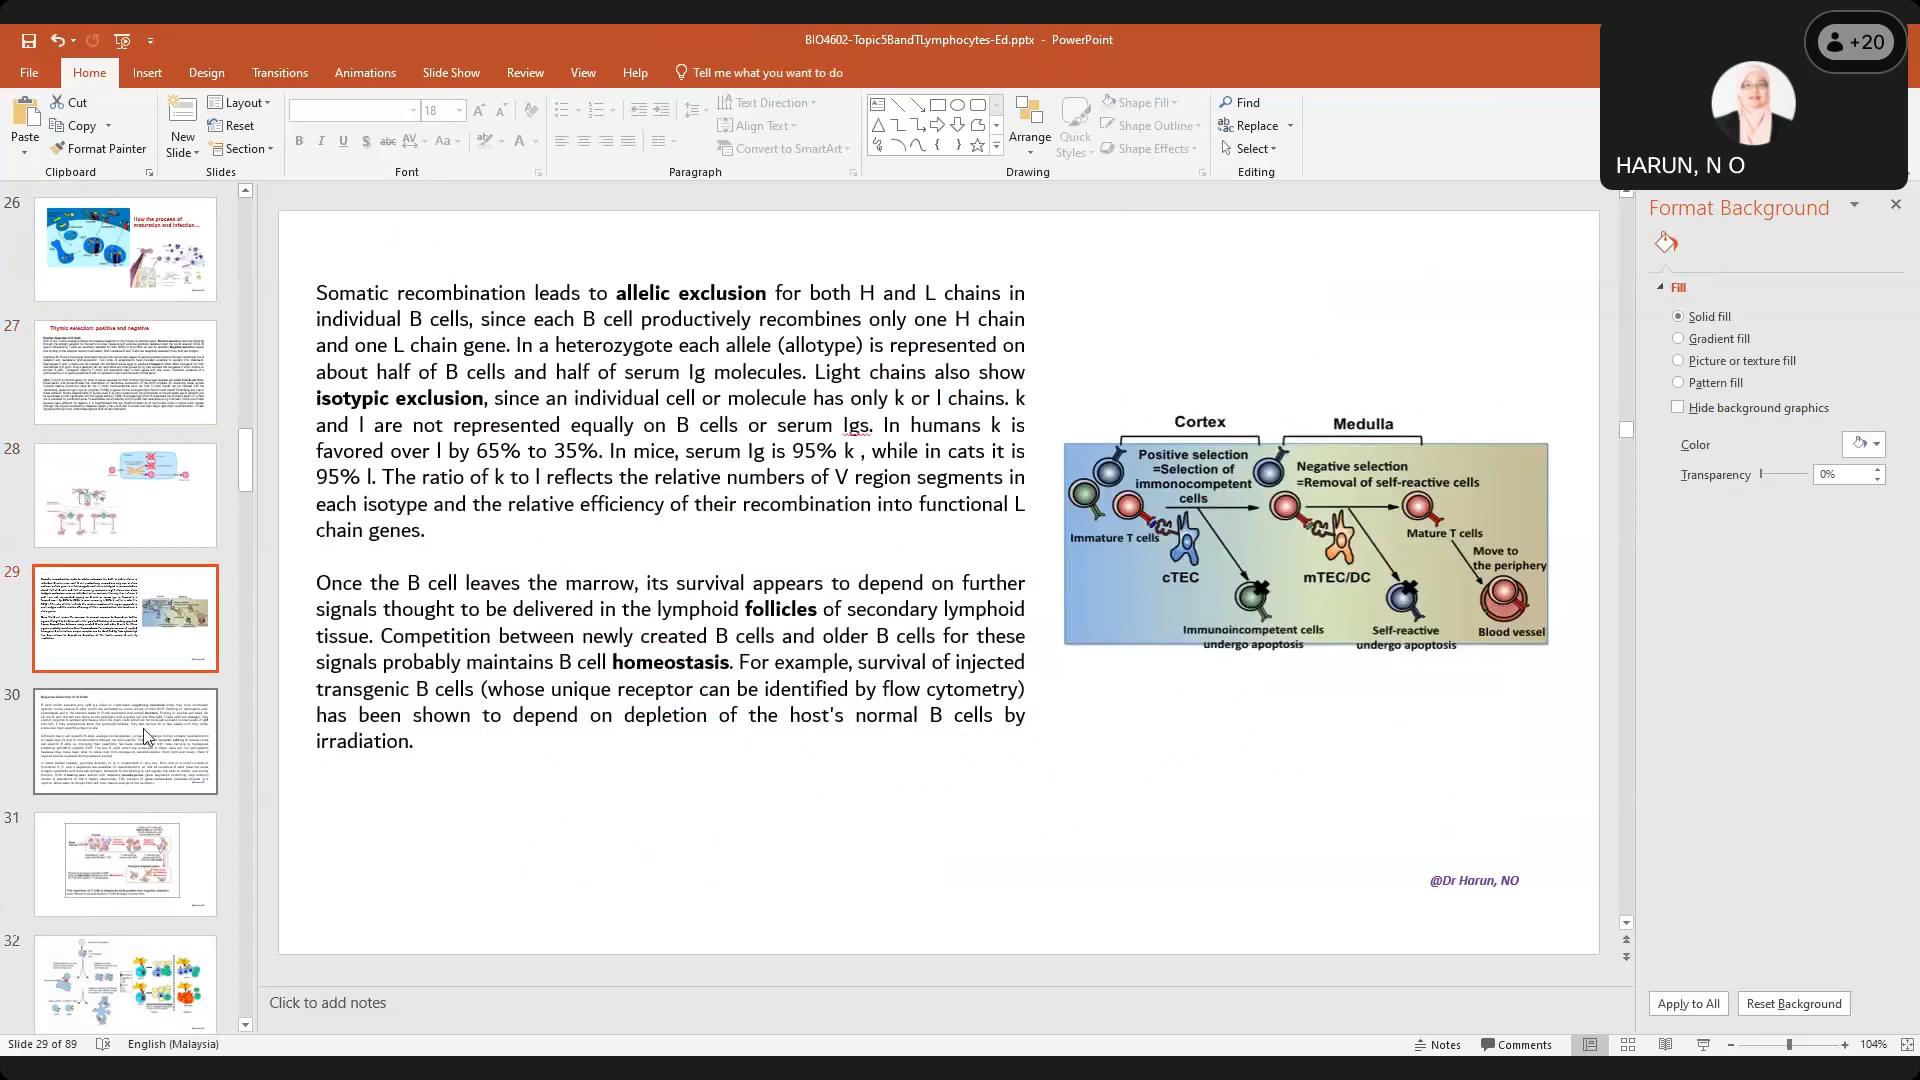 BIO4602-Topic5BandTLymphocytes-Ed.pptx - PowerPoint
+20
HARUN, N O
File Home Insert Design Transitions Animations Slide Show Review View Help Tell me what you want to do
Paste
Cut
Copy
Format Painter
Clipboard
New Slide
Layout
Reset
Section
Slides
18
Font
Text Direction
Align Text
Convert to SmartArt
Paragraph
Arrange
Quick Styles
Shape Fill
Shape Outline
Shape Effects
Drawing
Find
Replace
Select
Editing
26
How the process of
maturation and infection...
27
Thymic selection: positive and negative
28
29
30
31
32
Somatic recombination leads to allelic exclusion for both H and L chains in
individual B cells, since each B cell productively recombines only one H chain
and one L chain gene. In a heterozygote each allele (allotype) is represented on
about half of B cells and half of serum Ig molecules. Light chains also show
isotypic exclusion, since an individual cell or molecule has only k or l chains. k
and l are not represented equally on B cells or serum Igs. In humans k is
favored over l by 65% to 35%. In mice, serum Ig is 95% k , while in cats it is
95% l. The ratio of k to l reflects the relative numbers of V region segments in
each isotype and the relative efficiency of their recombination into functional L
chain genes.
Once the B cell leaves the marrow, its survival appears to depend on further
signals thought to be delivered in the lymphoid follicles of secondary lymphoid
tissue. Competition between newly created B cells and older B cells for these
signals probably maintains B cell homeostasis. For example, survival of injected
transgenic B cells (whose unique receptor can be identified by flow cytometry)
has been shown to depend on depletion of the host's normal B cells by
irradiation.
Cortex
Medulla
Positive selection
=Selection of
immonocompetent
cells
Negative selection
=Removal of self-reactive cells
Immature T cells
cTEC
mTEC/DC
Mature T cells
Move to
the periphery
Immunoincompetent cells
undergo apoptosis
Self-reactive
undergo apoptosis
Blood vessel
@Dr Harun, NO
Click to add notes
Format Background
Fill
Solid fill
Gradient fill
Picture or texture fill
Pattern fill
Hide background graphics
Color
Transparency 0%
Apply to All
Reset Background
Slide 29 of 89
English (Malaysia)
Notes
Comments
104%